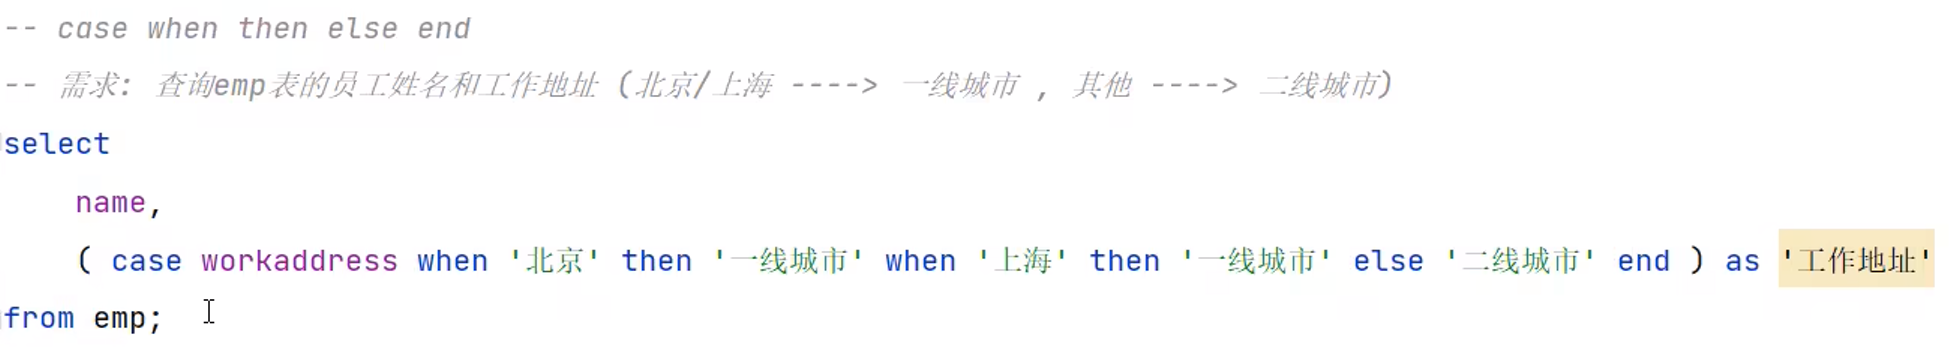 -- case when then else end
-- 需求: 查询emp表的员工姓名和工作地址 (北京/上海 ----> 一线城市 , 其他 ----> 二线城市)
select
name,
( case workaddress when '北京' then '一线城市' when '上海' then '一线城市' else '二线城市' end ) as '工作地址'
from emp;